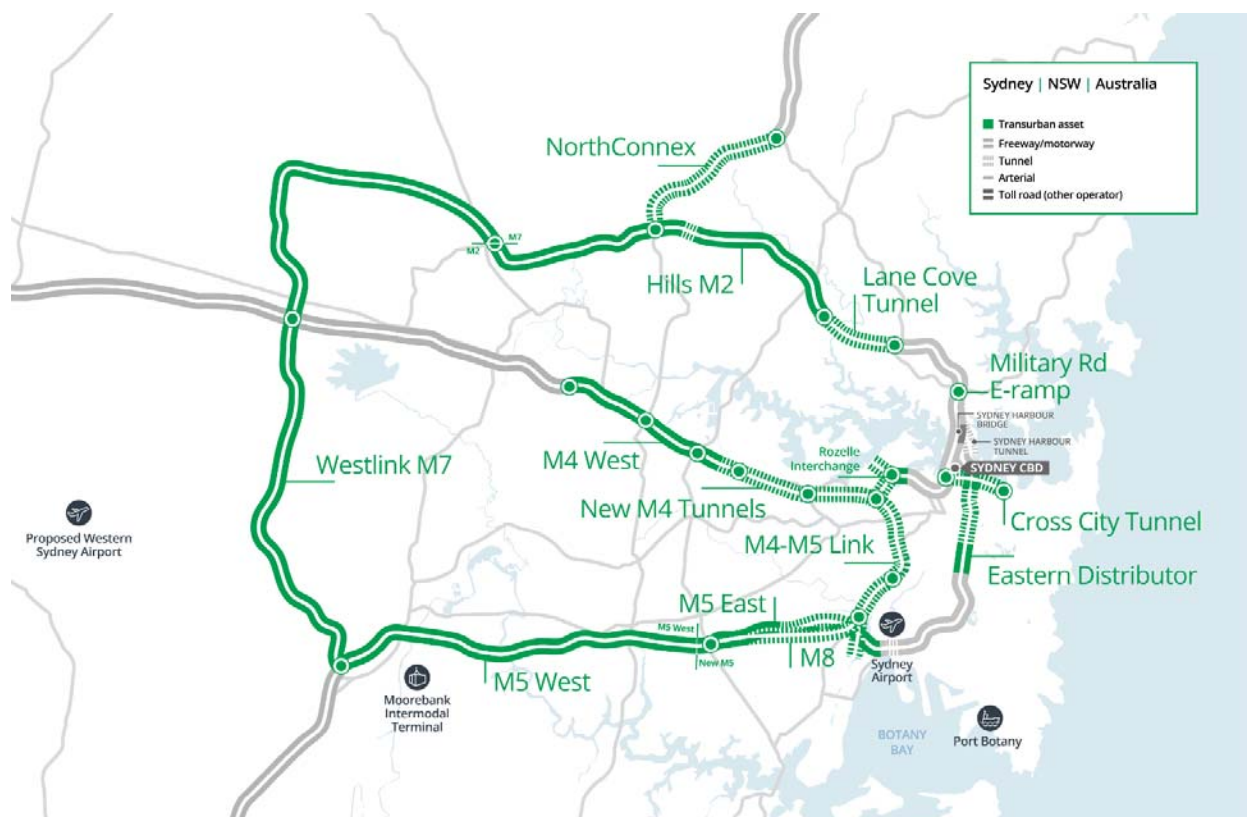 Sydney | NSW | Australia
Transurban asset
Freeway/motorway
Tunnel
Arterial
Toll road (other operator)
NorthConnex
M7
M2
Hills M2
Lane Cove
Tunnel
Military Rd
E-ramp
SYDNEY HARBOUR
BRIDGE
SYDNEY HARBOUR
TUNNEL
SYDNEY CBD
Rozelle
Interchange
Westlink M7
M4 West
New M4 Tunnels
Cross City Tunnel
Proposed Western
Sydney Airport
M4-M5 Link
Eastern Distributor
M5 East
M5 West
New M5
M8
Sydney
Airport
M5 West
Moorebank
Intermodal
Terminal
BOTANY
BAY
Port Botany